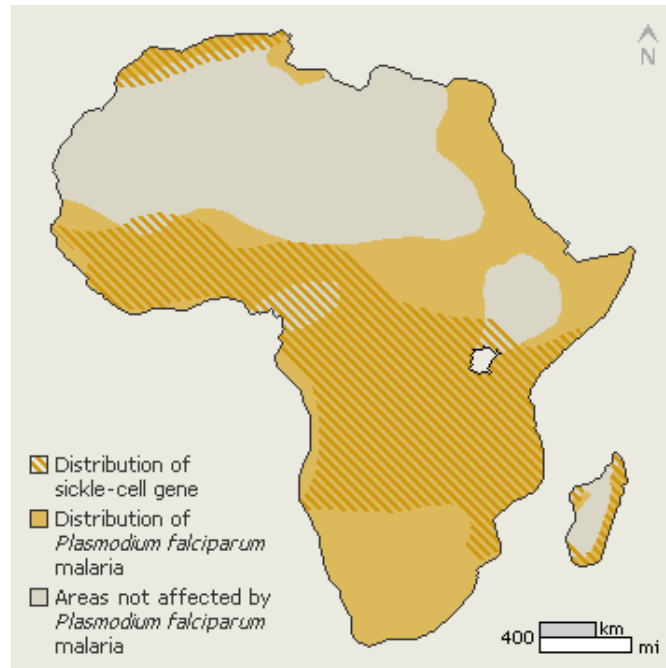 N
Distribution of
sickle-cell gene
Distribution of
Plasmodium falciparum
malaria
Areas not affected by
Plasmodium falciparum
malaria
400 km
mi